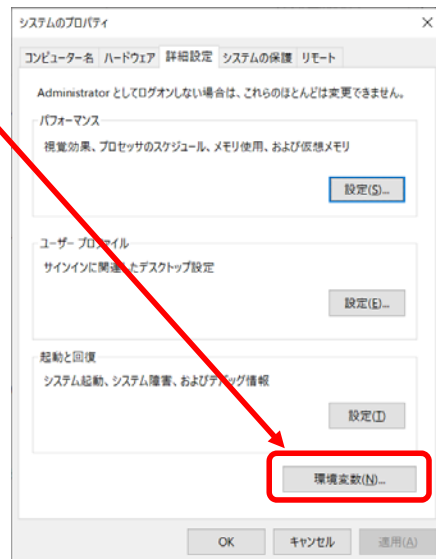 システムのプロパティ
コンピューター名 ハードウェア 詳細設定 システムの保護 リモート
Administrator としてログオンしない場合は、これらのほとんどは変更できません。
パフォーマンス
視覚効果、プロセッサのスケジュール、メモリ使用、および仮想メモリ
設定(S)...
ユーザー プロファイル
サインインに関連したデスクトップ設定
設定(E)...
起動と回復
システム起動、システム障害、およびデバッグ情報
設定(T)
環境変数(N)...
OK キャンセル 適用(A)